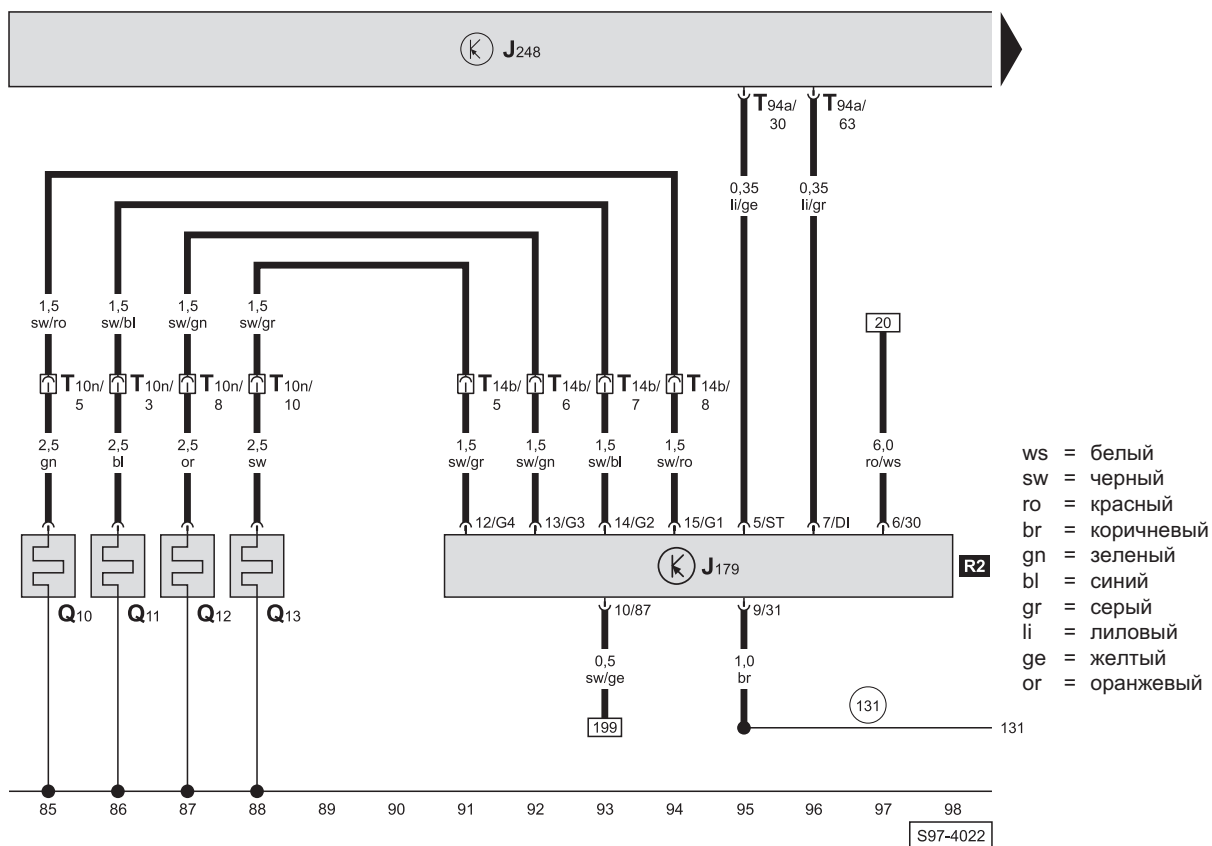 J248
T94a/ T94a/
30 63
0,35 0,35
li/ge li/gr
1,5 1,5 1,5 1,5
sw/ro sw/bl sw/gn sw/gr
20
T10n/ T10n/ T10n/ T10n/ T14b/ T14b/ T14b/ T14b/
5 3 8 10 5 6 7 8
2,5 2,5 2,5 2,5 1,5 1,5 1,5 1,5 6,0
gn bl or sw sw/gr sw/gn sw/bl sw/ro ro/ws
12/G4 13/G3 14/G2 15/G1 5/ST 7/DI 6/30
J179 R2
Q10 Q11 Q12 Q13
10/87 9/31
0,5 1,0
sw/ge br
199 131 131
85 86 87 88 89 90 91 92 93 94 95 96 97 98
S97-4022
ws = белый
sw = черный
ro = красный
br = коричневый
gn = зеленый
bl = синий
gr = серый
li = лиловый
ge = желтый
or = оранжевый